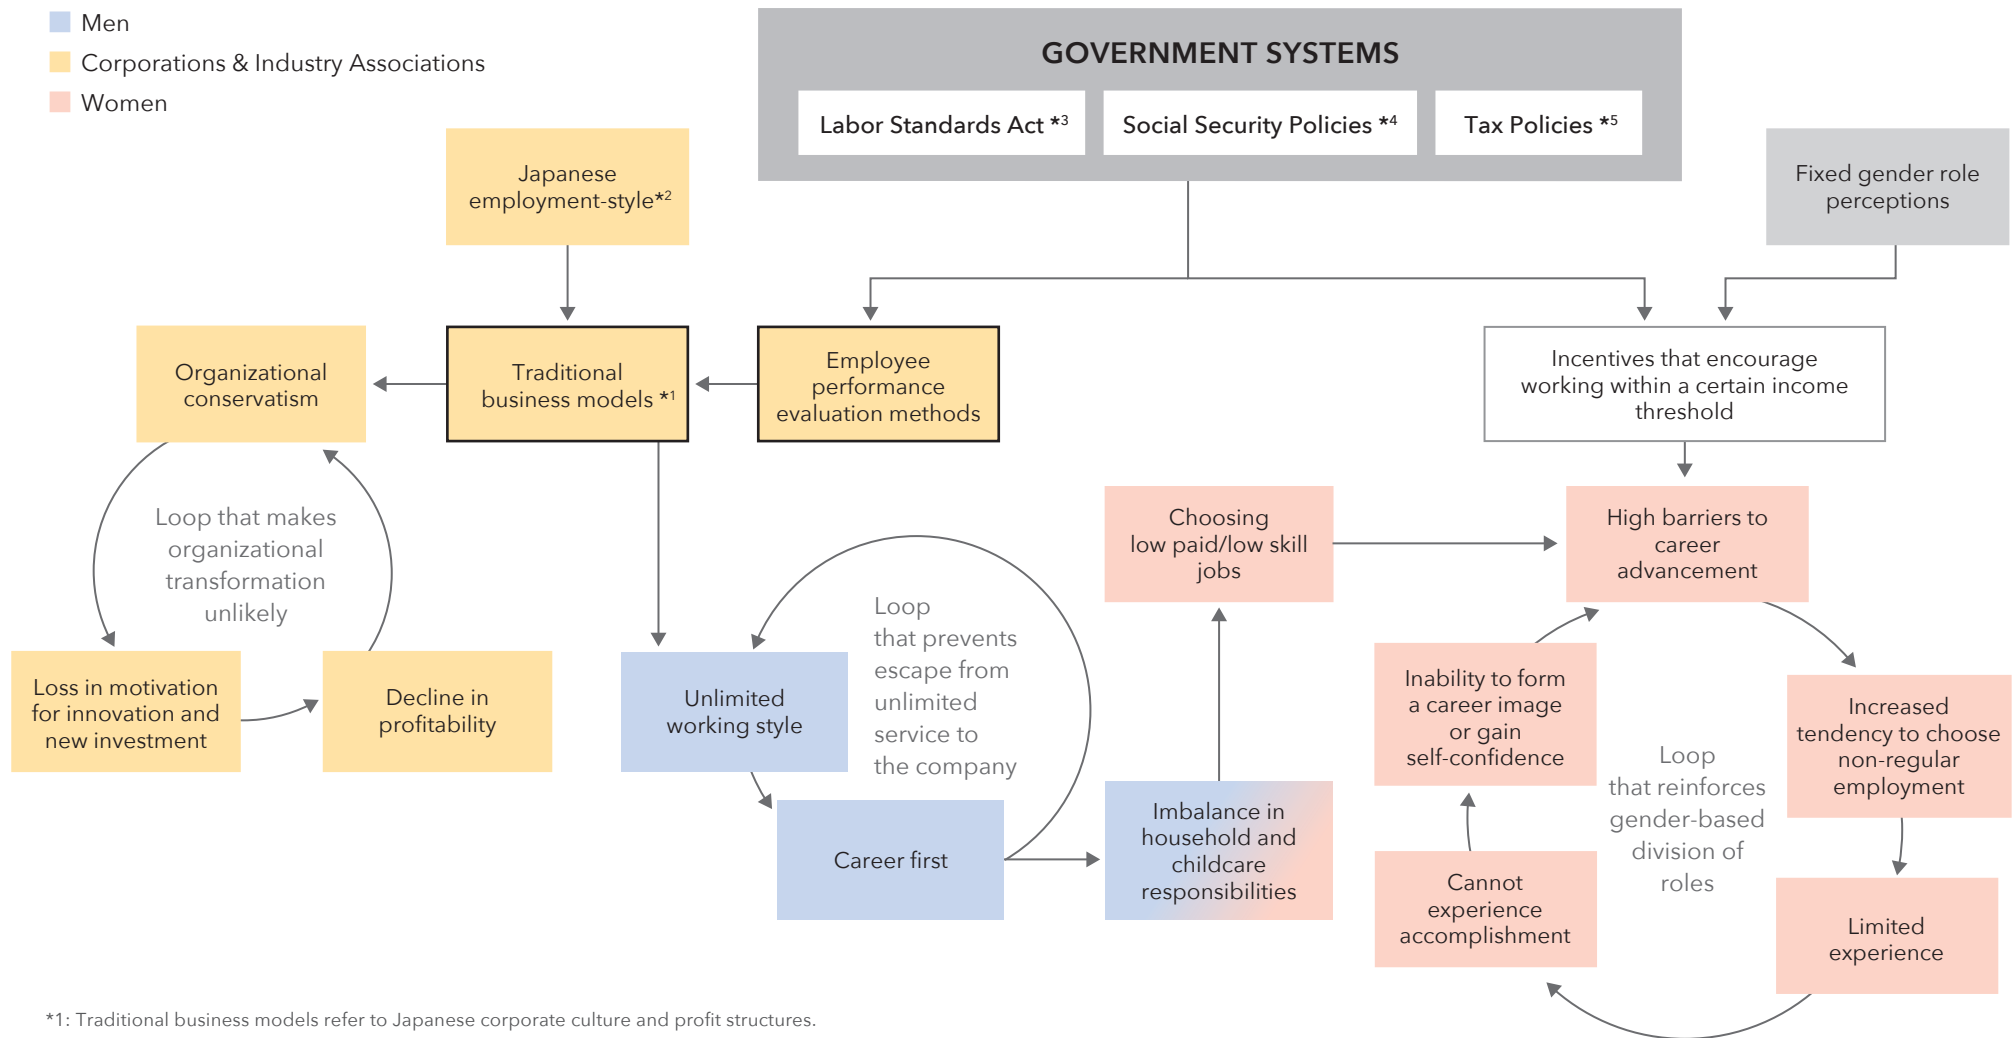 Men
Corporations & Industry Associations
Women
GOVERNMENT SYSTEMS
Labor Standards Act *3
Social Security Policies *4
Tax Policies *5
Japanese
employment-style*2
Fixed gender role
perceptions
Organizational
conservatism
Traditional
business models *1
Employee
performance
evaluation methods
Incentives that encourage
working within a certain income
threshold
Loop that makes
organizational
transformation
unlikely
Choosing
low paid/low skill
jobs
High barriers to
career
advancement
Loss in motivation
for innovation and
new investment
Decline in
profitability
Unlimited
working style
Loop
that prevents
escape from
unlimited
service to
the company
Inability to form
a career image
or gain
self-confidence
Increased
tendency to choose
non-regular
employment
Loop
that reinforces
gender-based
division of
roles
Career first
Imbalance in
household and
childcare
responsibilities
Cannot
experience
accomplishment
Limited
experience
*1: Traditional business models refer to Japanese corporate culture and profit structures.